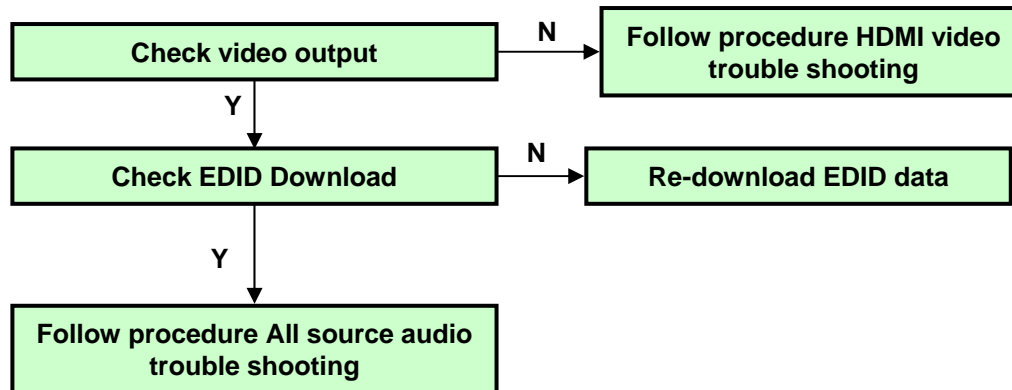 Check video output
N
Follow procedure HDMI video
trouble shooting
Y
Check EDID Download
N
Re-download EDID data
Y
Follow procedure All source audio
trouble shooting